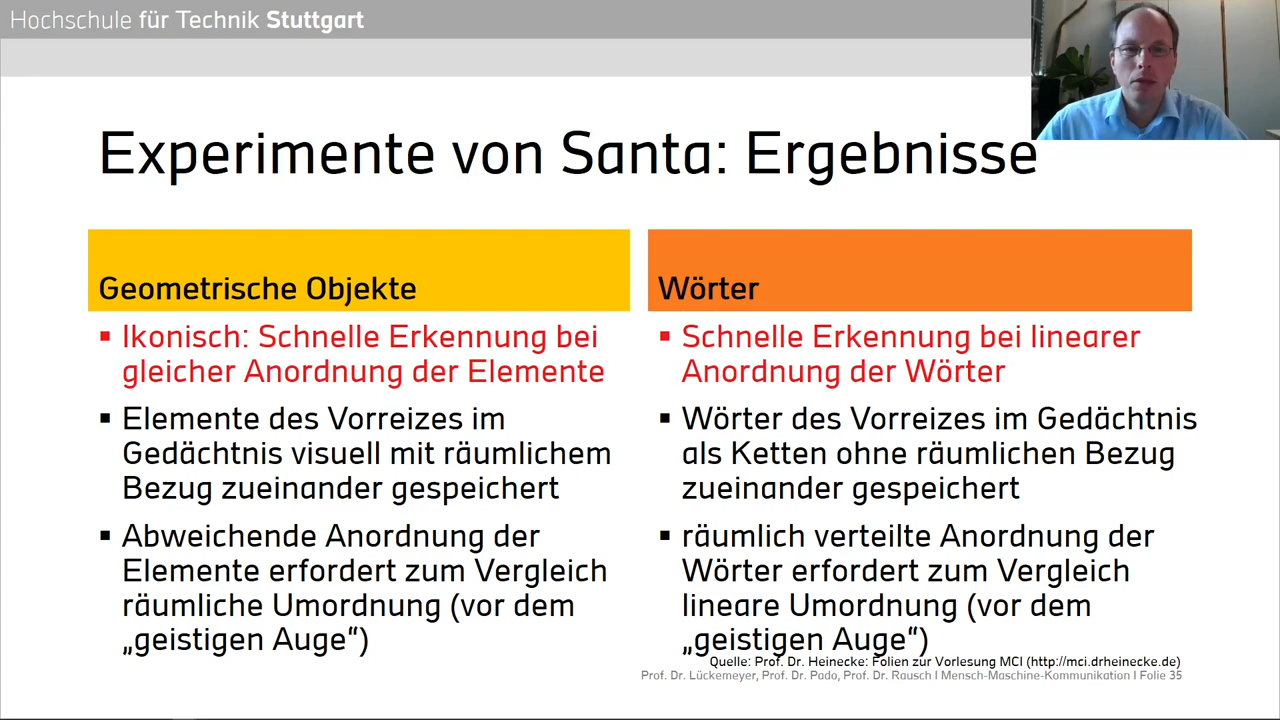 Hochschule für Technik Stuttgart
Experimente von Santa: Ergebnisse
Geometrische Objekte
▪ Ikonisch: Schnelle Erkennung bei
gleicher Anordnung der Elemente
▪ Elemente des Vorreizes im
Gedächtnis visuell mit räumlichem
Bezug zueinander gespeichert
▪ Abweichende Anordnung der
Elemente erfordert zum Vergleich
räumliche Umordnung (vor dem
„geistigen Auge“)
Wörter
▪ Schnelle Erkennung bei linearer
Anordnung der Wörter
▪ Wörter des Vorreizes im Gedächtnis
als Ketten ohne räumlichen Bezug
zueinander gespeichert
▪ räumlich verteilte Anordnung der
Wörter erfordert zum Vergleich
lineare Umordnung (vor dem
„geistigen Auge“)
Quelle: Prof. Dr. Heinecke: Folien zur Vorlesung MCI (http://mci.drheinecke.de)
Prof. Dr. Lückemeyer, Prof. Dr. Pado, Prof. Dr. Rausch I Mensch-Maschine-Kommunikation I Folie 35